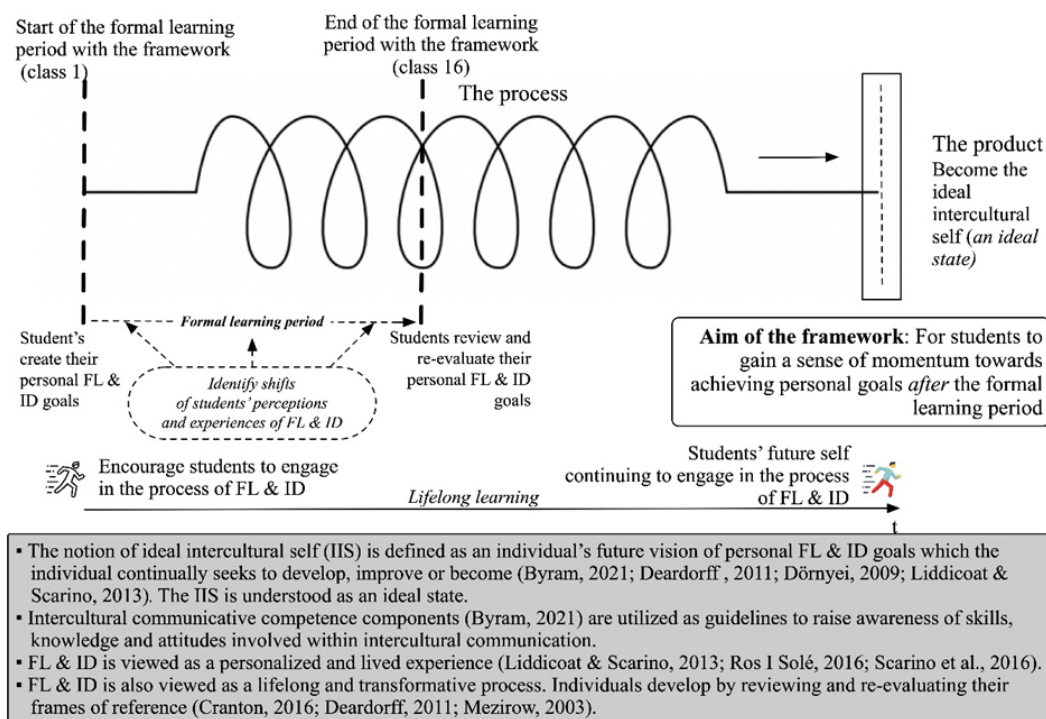 Start of the formal learning
period with the framework
(class 1)
End of the formal learning
period with the framework
(class 16)
The process
The product
Become the
ideal
intercultural
self (an ideal
state)
Formal learning period
Student's
create their
personal FL &
ID goals
Identify shifts
of students' perceptions
and experiences of FL & ID
Students review and
re-evaluate their
personal FL & ID
goals
Aim of the framework: For students to
gain a sense of momentum towards
achieving personal goals after the formal
learning period
Encourage students to engage
in the process of FL & ID
Lifelong learning
Students' future self
continuing to engage in the process
of FL & ID
t
▪ The notion of ideal intercultural self (IIS) is defined as an individual's future vision of personal FL & ID goals which the
individual continually seeks to develop, improve or become (Byram, 2021; Deardorff , 2011; Dörnyei, 2009; Liddicoat &
Scarino, 2013). The IIS is understood as an ideal state.
▪ Intercultural communicative competence components (Byram, 2021) are utilized as guidelines to raise awareness of skills,
knowledge and attitudes involved within intercultural communication.
▪ FL & ID is viewed as a personalized and lived experience (Liddicoat & Scarino, 2013; Ros I Solé, 2016; Scarino et al., 2016).
▪ FL & ID is also viewed as a lifelong and transformative process. Individuals develop by reviewing and re-evaluating their
frames of reference (Cranton, 2016; Deardorff, 2011; Mezirow, 2003).